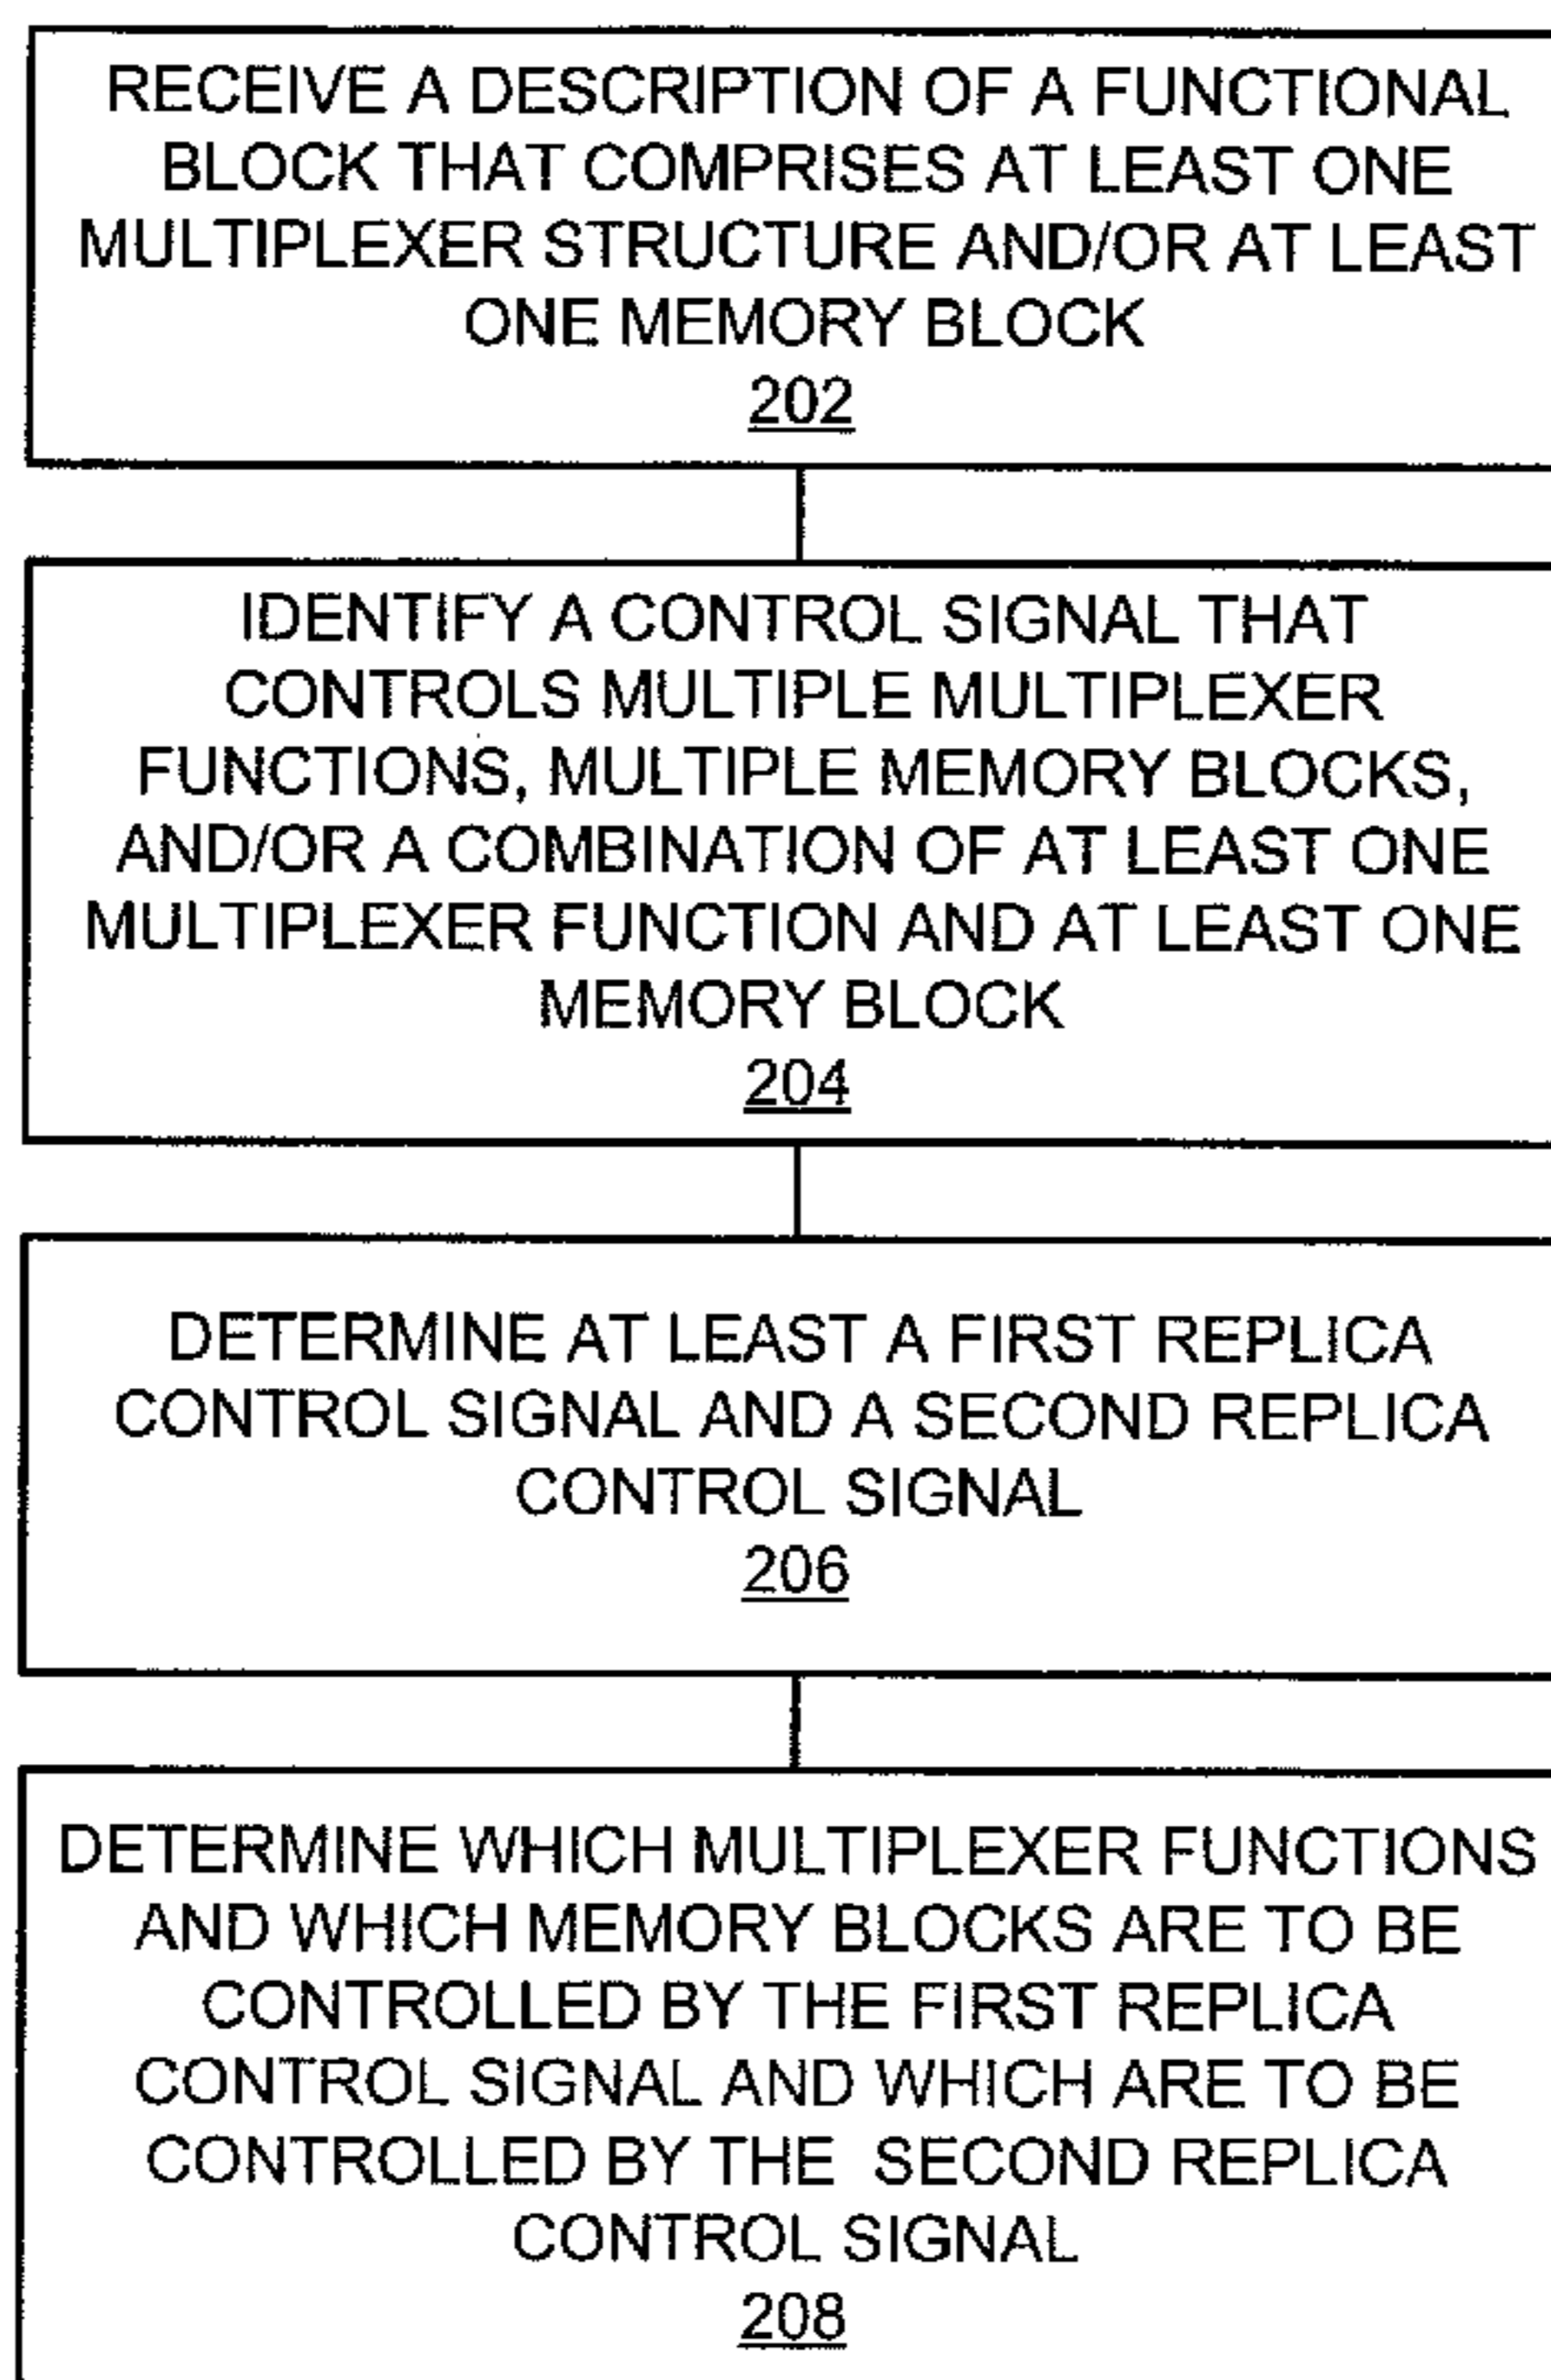 RECEIVE A DESCRIPTION OF A FUNCTIONAL
BLOCK THAT COMPRISES AT LEAST ONE
MULTIPLEXER STRUCTURE AND/OR AT LEAST
ONE MEMORY BLOCK
202
IDENTIFY A CONTROL SIGNAL THAT
CONTROLS MULTIPLE MULTIPLEXER
FUNCTIONS, MULTIPLE MEMORY BLOCKS,
AND/OR A COMBINATION OF AT LEAST ONE
MULTIPLEXER FUNCTION AND AT LEAST ONE
MEMORY BLOCK
204
DETERMINE AT LEAST A FIRST REPLICA
CONTROL SIGNAL AND A SECOND REPLICA
CONTROL SIGNAL
206
DETERMINE WHICH MULTIPLEXER FUNCTIONS
AND WHICH MEMORY BLOCKS ARE TO BE
CONTROLLED BY THE FIRST REPLICA
CONTROL SIGNAL AND WHICH ARE TO BE
CONTROLLED BY THE SECOND REPLICA
CONTROL SIGNAL
208